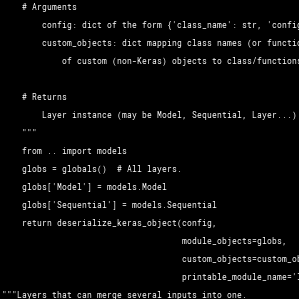 # Arguments
config: dict of the form {'class_name': str, 'config
custom_objects: dict mapping class names (or functio
of custom (non-Keras) objects to class/functions
# Returns
Layer instance (may be Model, Sequential, Layer...)
"""
from .. import models
globs = globals()  # All layers.
globs['Model'] = models.Model
globs['Sequential'] = models.Sequential
return deserialize_keras_object(config,
module_objects=globs,
custom_objects=custom_ob
printable_module_name='l
"""Layers that can merge several inputs into one.